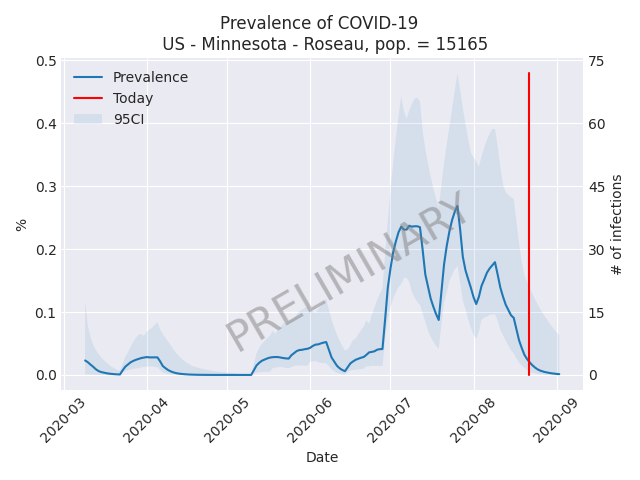 Prevalence of COVID-19
US - Minnesota - Roseau, pop. = 15165
Prevalence
Today
95CI
PRELIMINARY
%
0.5
0.4
0.3
0.2
0.1
0.0
# of infections
75
60
45
30
15
0
2020-03
2020-04
2020-05
2020-06
2020-07
2020-08
2020-09
Date